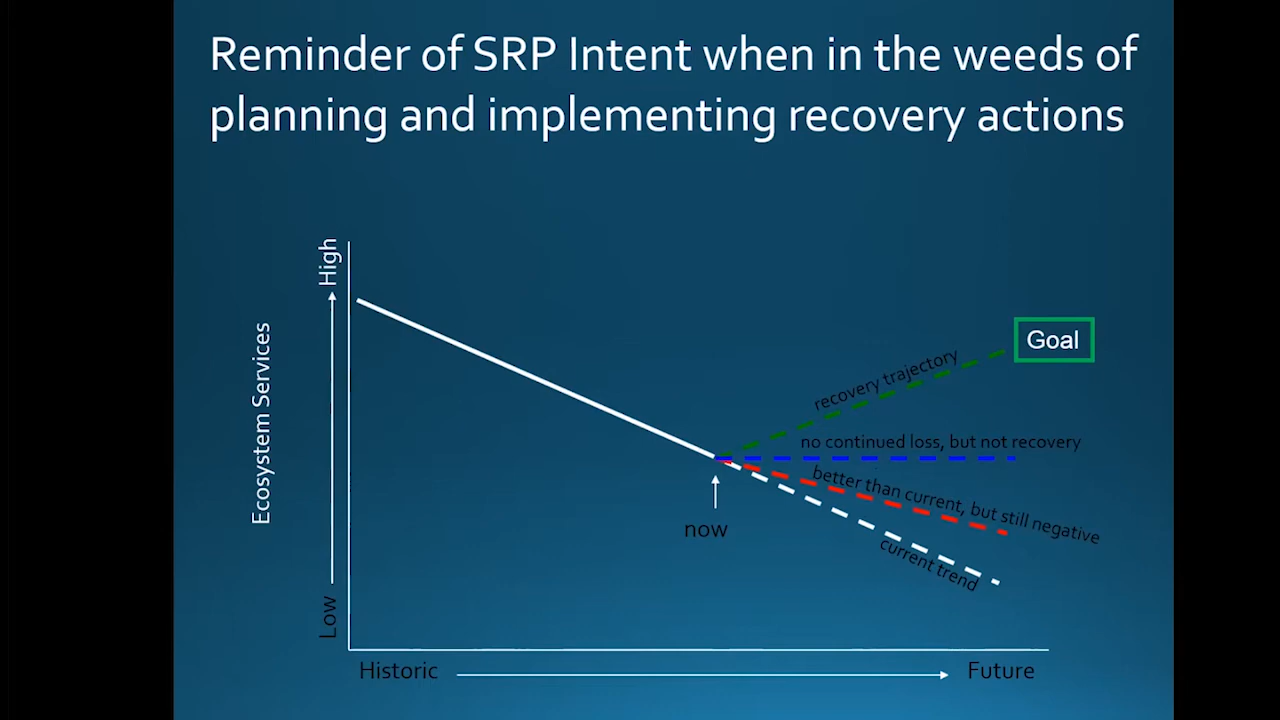 Reminder of SRP Intent when in the weeds of
planning and implementing recovery actions
High
Ecosystem Services
Low
Goal
recovery trajectory
no continued loss, but not recovery
better than current, but still negative
current trend
now
Historic
Future